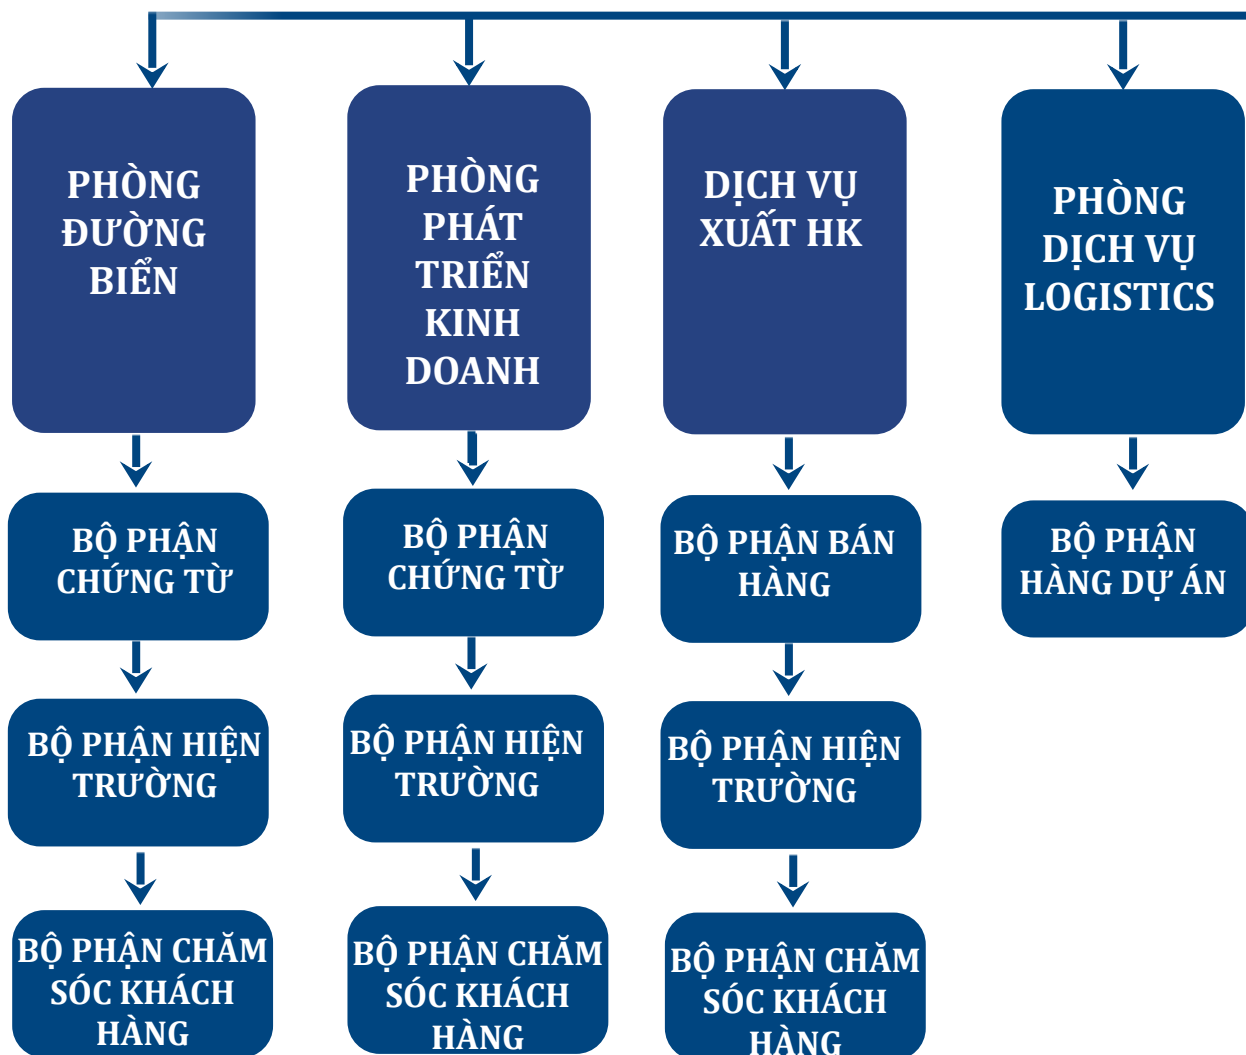 PHÒNG
ĐƯỜNG
BIỂN
PHÒNG
PHÁT
TRIỂN
KINH
DOANH
DỊCH VỤ
XUẤT HK
PHÒNG
DỊCH VỤ
LOGISTICS
BỘ PHẬN
CHỨNG TỪ
BỘ PHẬN
CHỨNG TỪ
BỘ PHẬN BÁN
HÀNG
BỘ PHẬN
HÀNG DỰ ÁN
BỘ PHẬN HIỆN
TRƯỜNG
BỘ PHẬN HIỆN
TRƯỜNG
BỘ PHẬN HIỆN
TRƯỜNG
BỘ PHẬN CHĂM
SÓC KHÁCH
HÀNG
BỘ PHẬN CHĂM
SÓC KHÁCH
HÀNG
BỘ PHẬN CHĂM
SÓC KHÁCH
HÀNG